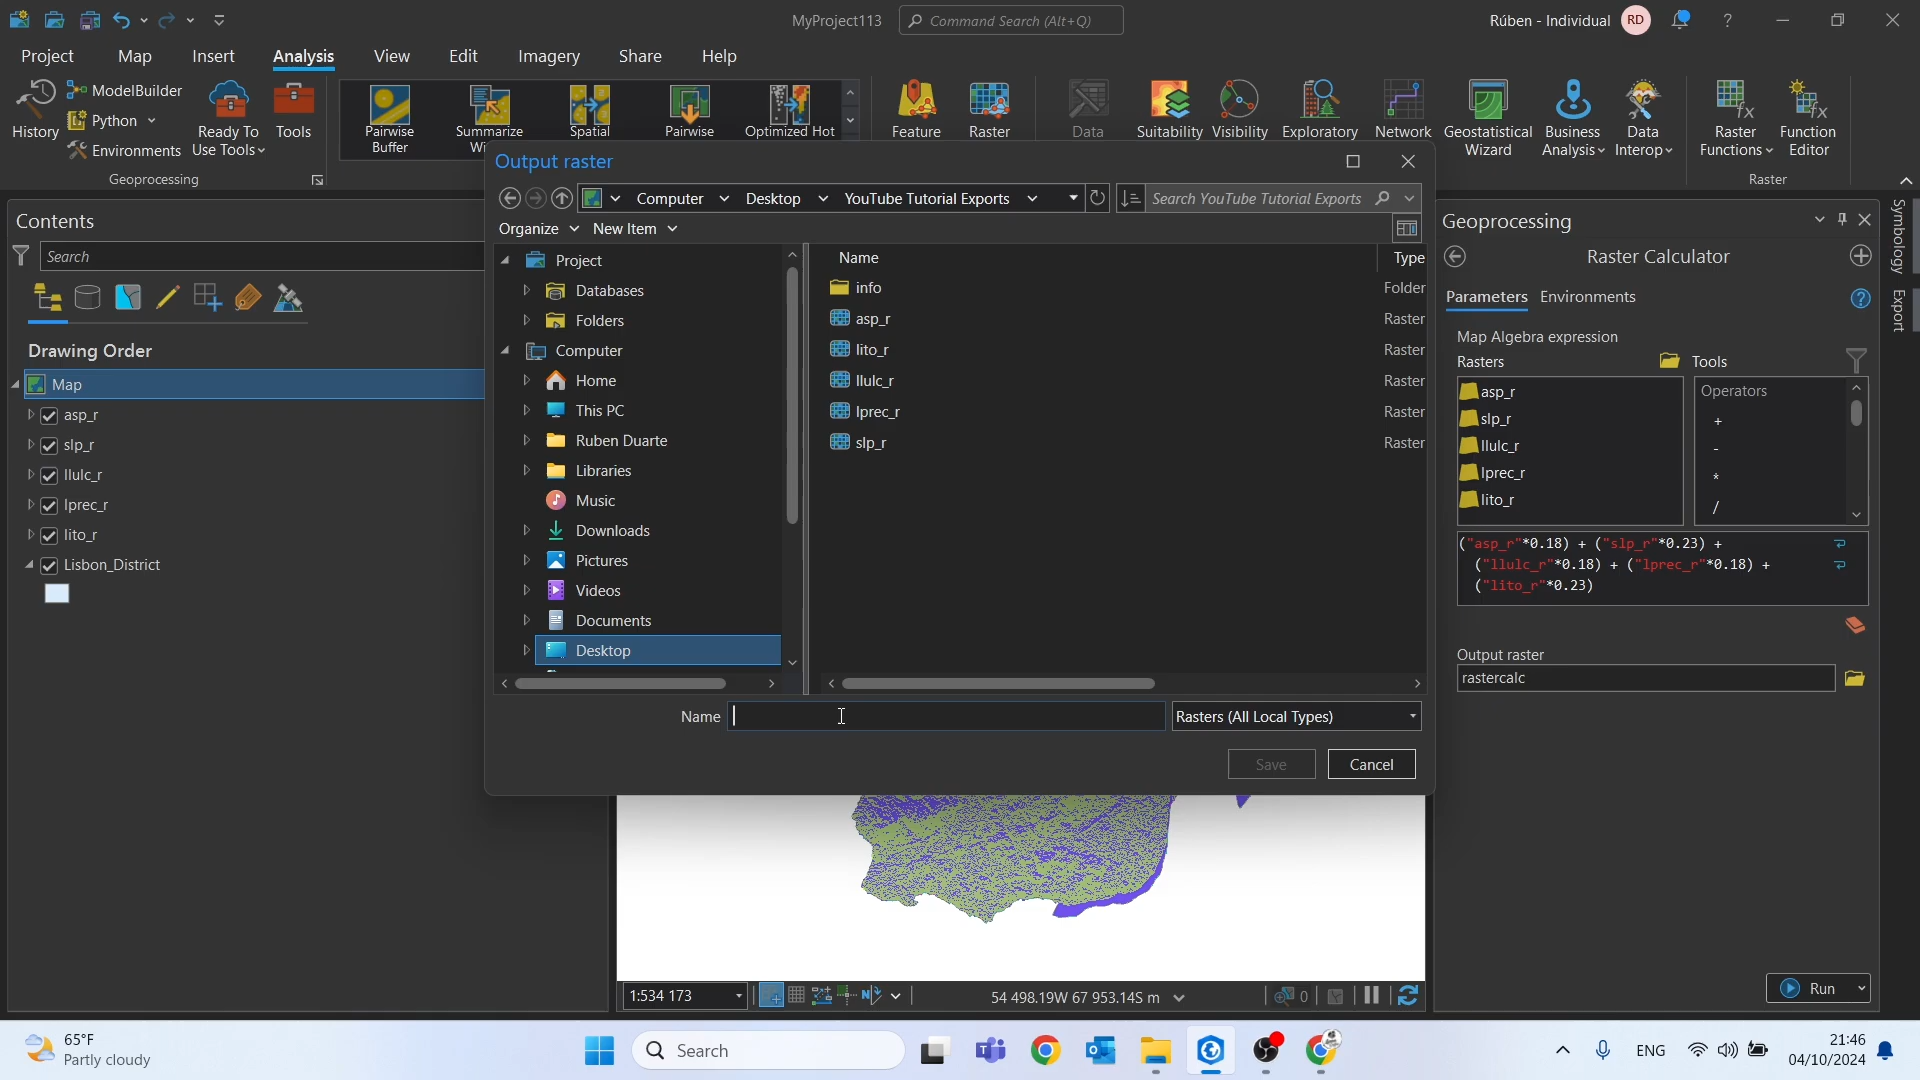 MyProject113
Command Search (Alt+Q)
Rúben - Individual
RD
?
Project
Map
Insert
Analysis
View
Edit
Imagery
Share
Help
History
ModelBuilder
Python
Environments
Ready To
Use Tools
Tools
Geoprocessing
Pairwise
Buffer
Summarize
Wi
Spatial
Pairwise
Optimized Hot
Feature
Raster
Data
Suitability
Visibility
Exploratory
Network
Geostatistical
Wizard
Business
Analysis
Data
Interop
Raster
Functions
Function
Editor
Raster
Contents
Search
Drawing Order
Map
asp_r
slp_r
llulc_r
lprec_r
lito_r
Lisbon_District
Output raster
Computer
Desktop
YouTube Tutorial Exports
Search YouTube Tutorial Exports
Organize
New Item
Project
Databases
Folders
Computer
Home
This PC
Ruben Duarte
Libraries
Music
Downloads
Pictures
Videos
Documents
Desktop
Name
Type
info
Folder
asp_r
Raster
lito_r
Raster
llulc_r
Raster
lprec_r
Raster
slp_r
Raster
Name
Rasters (All Local Types)
Save
Cancel
Geoprocessing
Raster Calculator
Parameters
Environments
?
Map Algebra expression
Rasters
Tools
asp_r
slp_r
llulc_r
lprec_r
lito_r
Operators
+
-
*
/
("asp_r"*0.18) + ("slp_r"*0.23) +
("llulc_r"*0.18) + ("lprec_r"*0.18) +
("lito_r"*0.23)
Output raster
rastercalc
Run
Symbology
Export
1:534 173
54 498.19W 67 953.14S m
0
65°F
Partly cloudy
Search
ENG
21:46
04/10/2024